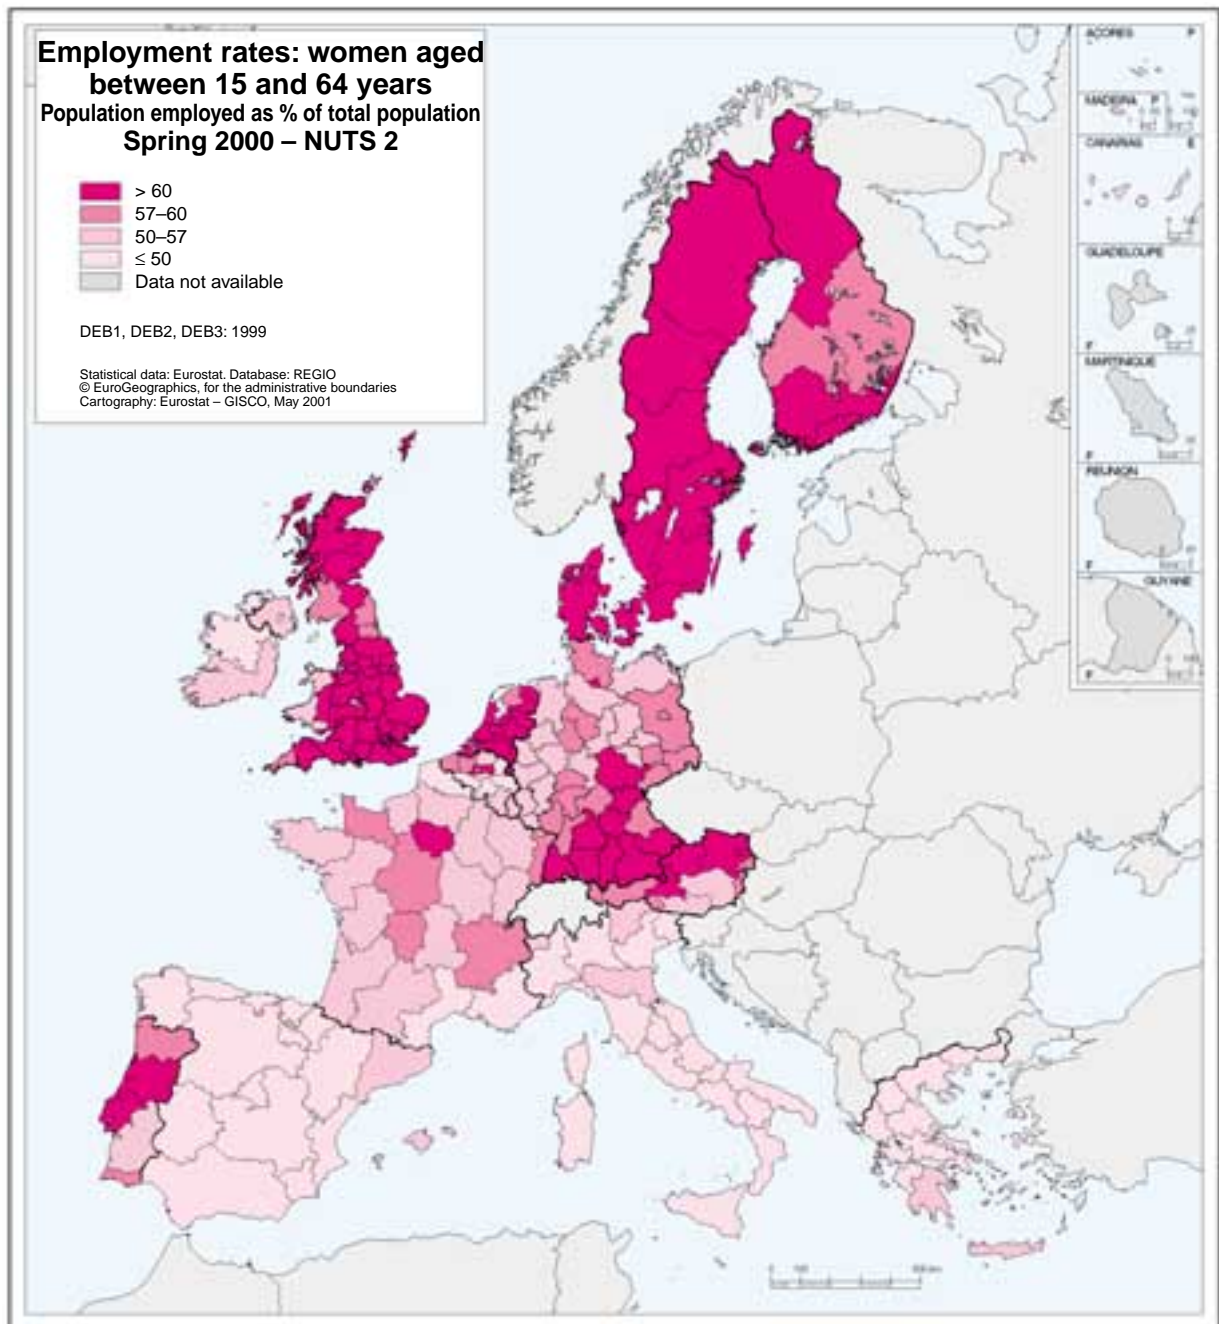 Employment rates: women aged
between 15 and 64 years
Population employed as % of total population
Spring 2000 – NUTS 2
> 60
57–60
50–57
≤ 50
Data not available
DEB1, DEB2, DEB3: 1999
Statistical data: Eurostat. Database: REGIO
© EuroGeographics, for the administrative boundaries
Cartography: Eurostat – GISCO, May 2001
AÇORES P
MADEIRA P
CANARIAS E
GUADELOUPE
F
MARTINIQUE
F
REUNION
F
GUYANE
F